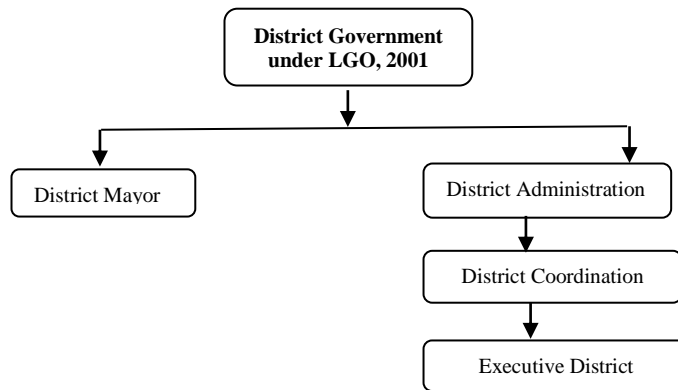 District Government
under LGO, 2001
District Mayor
District Administration
District Coordination
Executive District